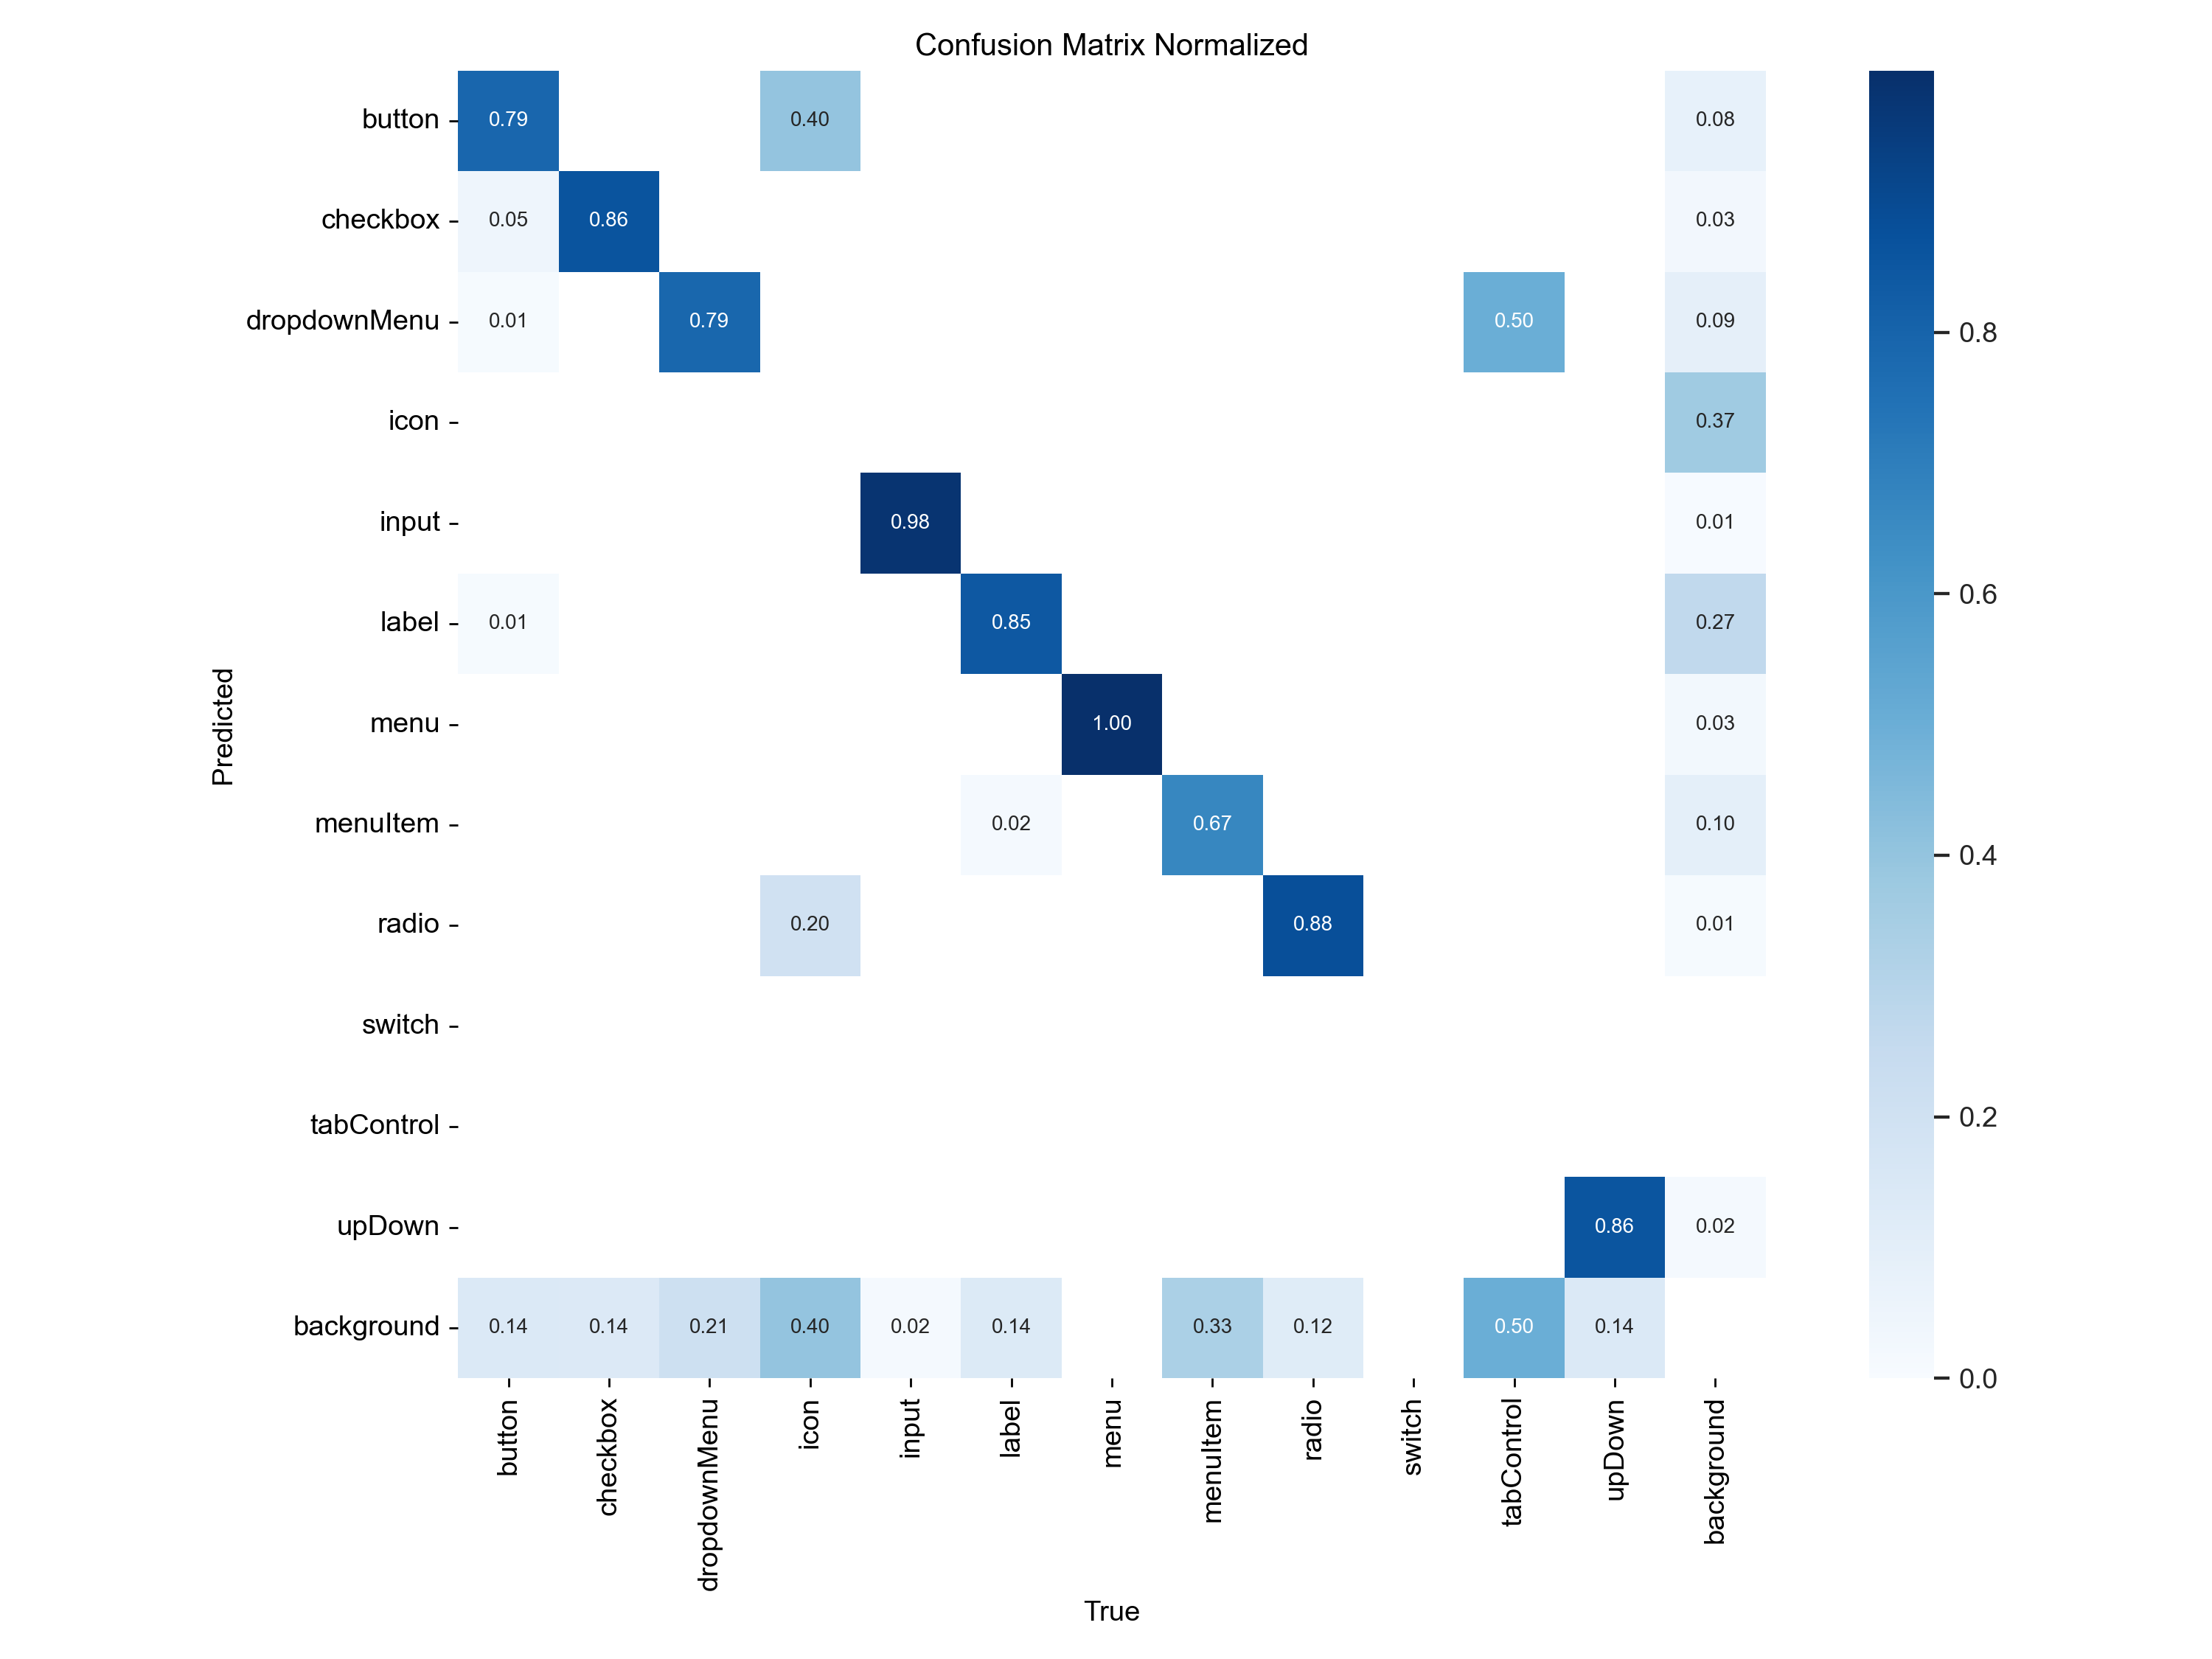 Confusion Matrix Normalized
button 0.79 0.40 0.08
checkbox 0.05 0.86 0.03
dropdownMenu 0.01 0.79 0.50 0.09 0.8
icon 0.37
input 0.98 0.01
label 0.01 0.85 0.27 0.6
menu 1.00 0.03
Predicted
menuItem 0.02 0.67 0.10 0.4
radio 0.20 0.88 0.01
switch
tabControl 0.2
upDown 0.86 0.02
background 0.14 0.14 0.21 0.40 0.02 0.14 0.33 0.12 0.50 0.14
0.0
button checkbox dropdownMenu icon input label menu menuItem radio switch tabControl upDown background
True